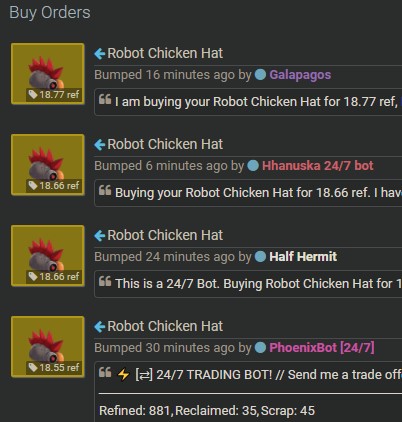 Buy Orders
Robot Chicken Hat
Bumped 16 minutes ago by Galapagos
18.77 ref
I am buying your Robot Chicken Hat for 18.77 ref,
Robot Chicken Hat
Bumped 6 minutes ago by Hhanuska 24/7 bot
18.66 ref
Buying your Robot Chicken Hat for 18.66 ref. I hav
Robot Chicken Hat
Bumped 24 minutes ago by Half Hermit
18.66 ref
This is a 24/7 Bot. Buying Robot Chicken Hat for 1
Robot Chicken Hat
Bumped 30 minutes ago by PhoenixBot [24/7]
18.55 ref
⚡ [⇄] 24/7 TRADING BOT! // Send me a trade off
Refined: 881, Reclaimed: 35, Scrap: 45